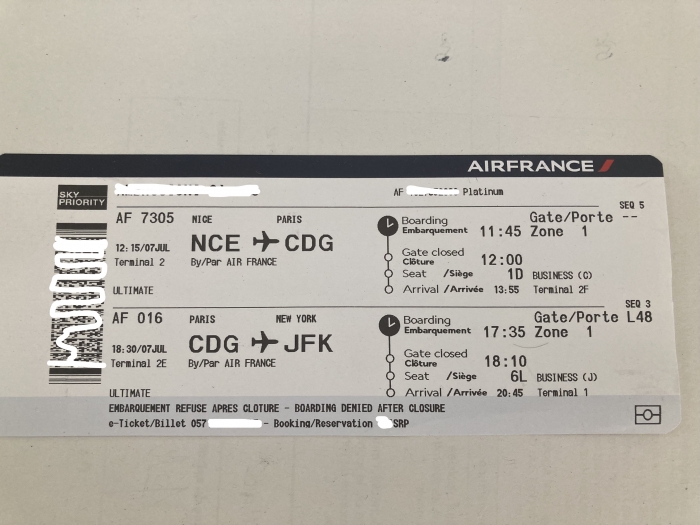 AIRFRANCE
SKY
PRIORITY
AF Platinum
SEQ 5
AF 7305 NICE PARIS
Boarding
Embarquement 11:45
Gate/Porte --
Zone 1
12:15/07JUL NCE CDG
Terminal 2 By/Par AIR FRANCE
Gate closed
Clôture 12:00
Seat /Siège 1D BUSINESS (C)
ULTIMATE
Arrival /Arrivée 13:55 Terminal 2F
SEQ 3
AF 016 PARIS NEW YORK
Boarding
Embarquement 17:35
Gate/Porte L48
Zone 1
18:30/07JUL CDG JFK
Terminal 2E By/Par AIR FRANCE
Gate closed
Clôture 18:10
Seat /Siège 6L BUSINESS (J)
ULTIMATE
Arrival /Arrivée 20:45 Terminal 1
EMBARQUEMENT REFUSE APRES CLOTURE - BOARDING DENIED AFTER CLOSURE
e-Ticket/Billet 057 - Booking/Reservation SRP